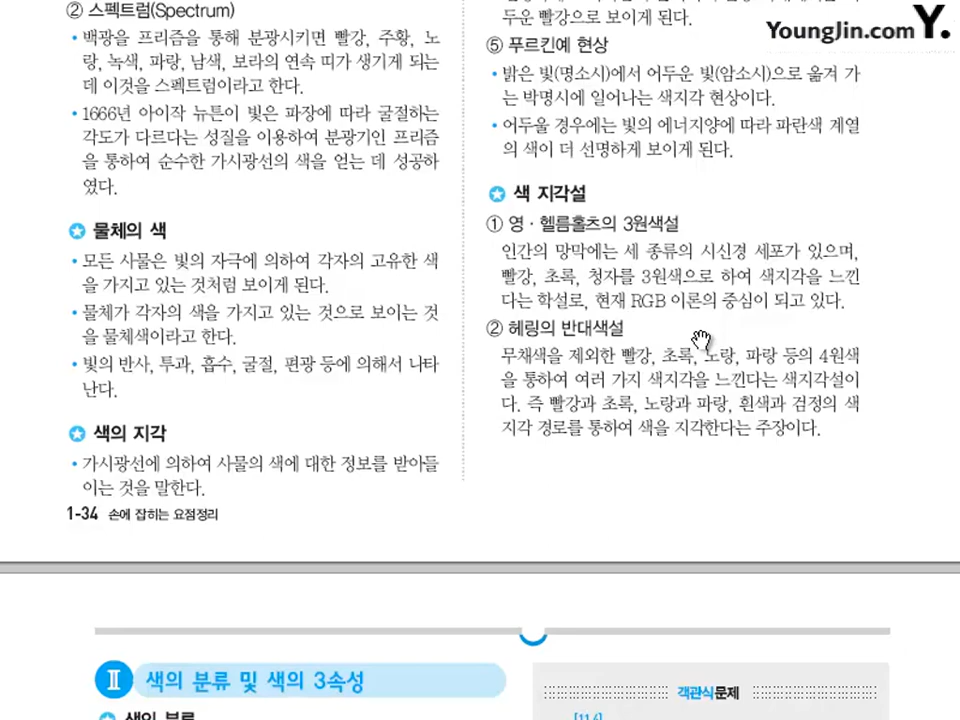 ② 스펙트럼(Spectrum)
• 백광을 프리즘을 통해 분광시키면 빨강, 주황, 노
랑, 녹색, 파랑, 남색, 보라의 연속 띠가 생기게 되는
데 이것을 스펙트럼이라고 한다.
• 1666년 아이작 뉴튼이 빛은 파장에 따라 굴절하는
각도가 다르다는 성질을 이용하여 분광기인 프리즘
을 통하여 순수한 가시광선의 색을 얻는 데 성공하
였다.
물체의 색
• 모든 사물은 빛의 자극에 의하여 각자의 고유한 색
을 가지고 있는 것처럼 보이게 된다.
• 물체가 각자의 색을 가지고 있는 것으로 보이는 것
을 물체색이라고 한다.
• 빛의 반사, 투과, 흡수, 굴절, 편광 등에 의해서 나타
난다.
색의 지각
• 가시광선에 의하여 사물의 색에 대한 정보를 받아들
이는 것을 말한다.
1-34 손에 잡히는 요점정리
두운 빨강으로 보이게 된다.
⑤ 푸르킨예 현상
• 밝은 빛(명소시)에서 어두운 빛(암소시)으로 옮겨 가
는 박명시에 일어나는 색지각 현상이다.
• 어두울 경우에는 빛의 에너지양에 따라 파란색 계열
의 색이 더 선명하게 보이게 된다.
색 지각설
① 영·헬름홀츠의 3원색설
인간의 망막에는 세 종류의 시신경 세포가 있으며,
빨강, 초록, 청자를 3원색으로 하여 색지각을 느낀
다는 학설로, 현재 RGB 이론의 중심이 되고 있다.
② 헤링의 반대색설
무채색을 제외한 빨강, 초록, 노랑, 파랑 등의 4원색
을 통하여 여러 가지 색지각을 느낀다는 색지각설이
다. 즉 빨강과 초록, 노랑과 파랑, 흰색과 검정의 색
지각 경로를 통하여 색을 지각한다는 주장이다.
YoungJin.com Y.
Ⅱ 색의 분류 및 색의 3속성
색의 분류
객관식문제
[11.4]